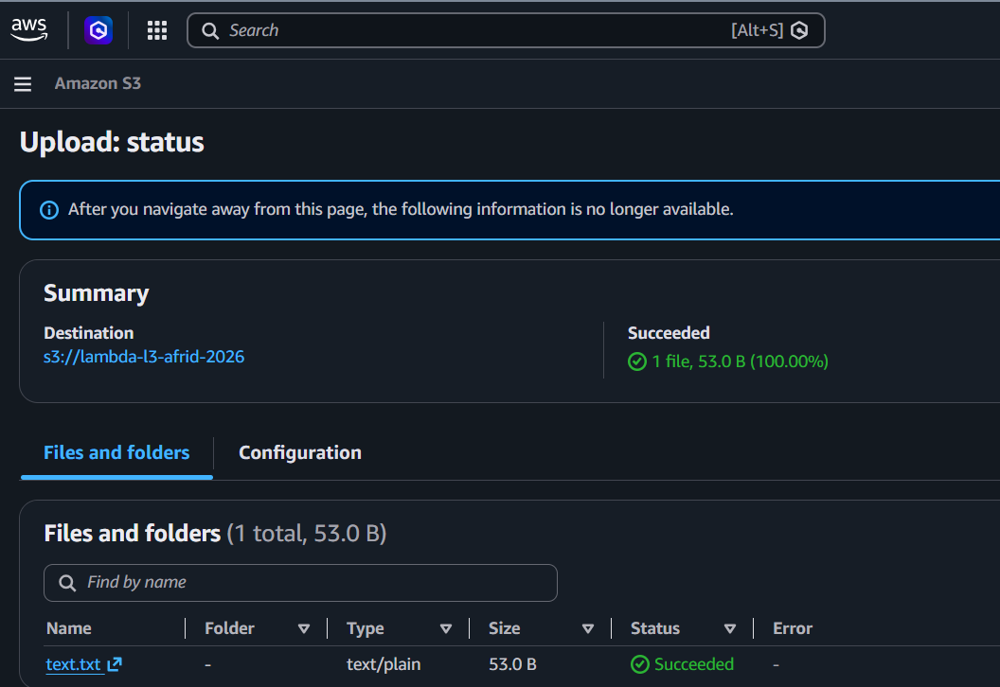 aws
Search [Alt+S]
Amazon S3
Upload: status
After you navigate away from this page, the following information is no longer available.
Summary
Destination
s3://lambda-l3-afrid-2026
Succeeded
1 file, 53.0 B (100.00%)
Files and folders
Configuration
Files and folders (1 total, 53.0 B)
Find by name
Name Folder Type Size Status Error
text.txt - text/plain 53.0 B Succeeded -